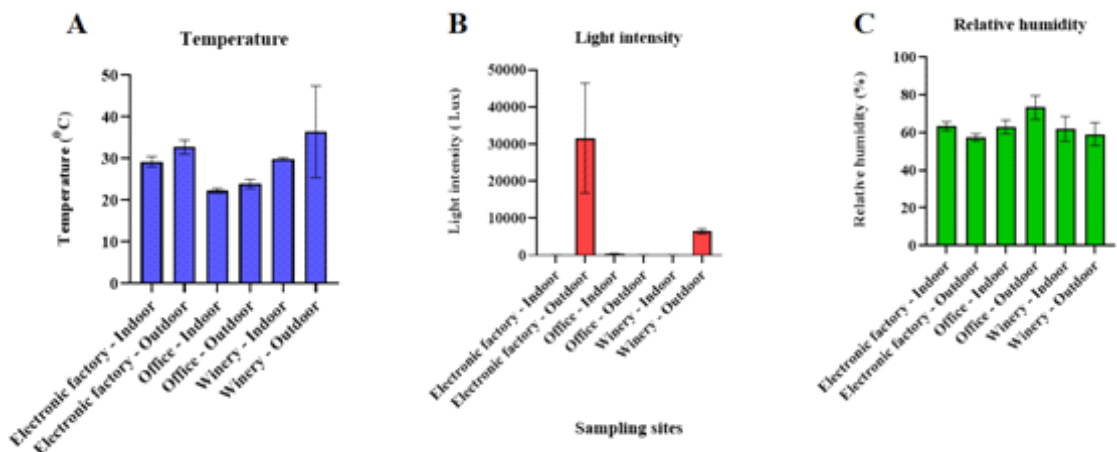 A
Temperature
Temperature (⁰C)
50
40
30
20
10
0
Electronic factory - Indoor
Electronic factory - Outdoor
Office - Indoor
Office - Outdoor
Winery - Indoor
Winery - Outdoor
B
Light intensity
Light intensity ( Lux)
50000
40000
30000
20000
10000
0
Electronic factory - Indoor
Electronic factory - Outdoor
Office - Indoor
Office - Outdoor
Winery - Indoor
Winery - Outdoor
Sampling sites
C
Relative humidity
Relative humidity (%)
100
80
60
40
20
0
Electronic factory - Indoor
Electronic factory - Outdoor
Office - Indoor
Office - Outdoor
Winery - Indoor
Winery - Outdoor